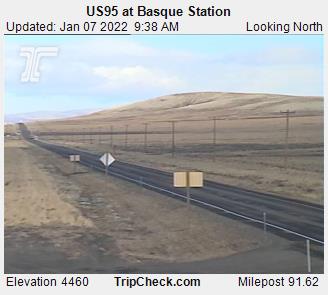 US95 at Basque Station
Updated: Jan 07 2022 9:38 AM Looking North
Elevation 4460 TripCheck.com Milepost 91.62